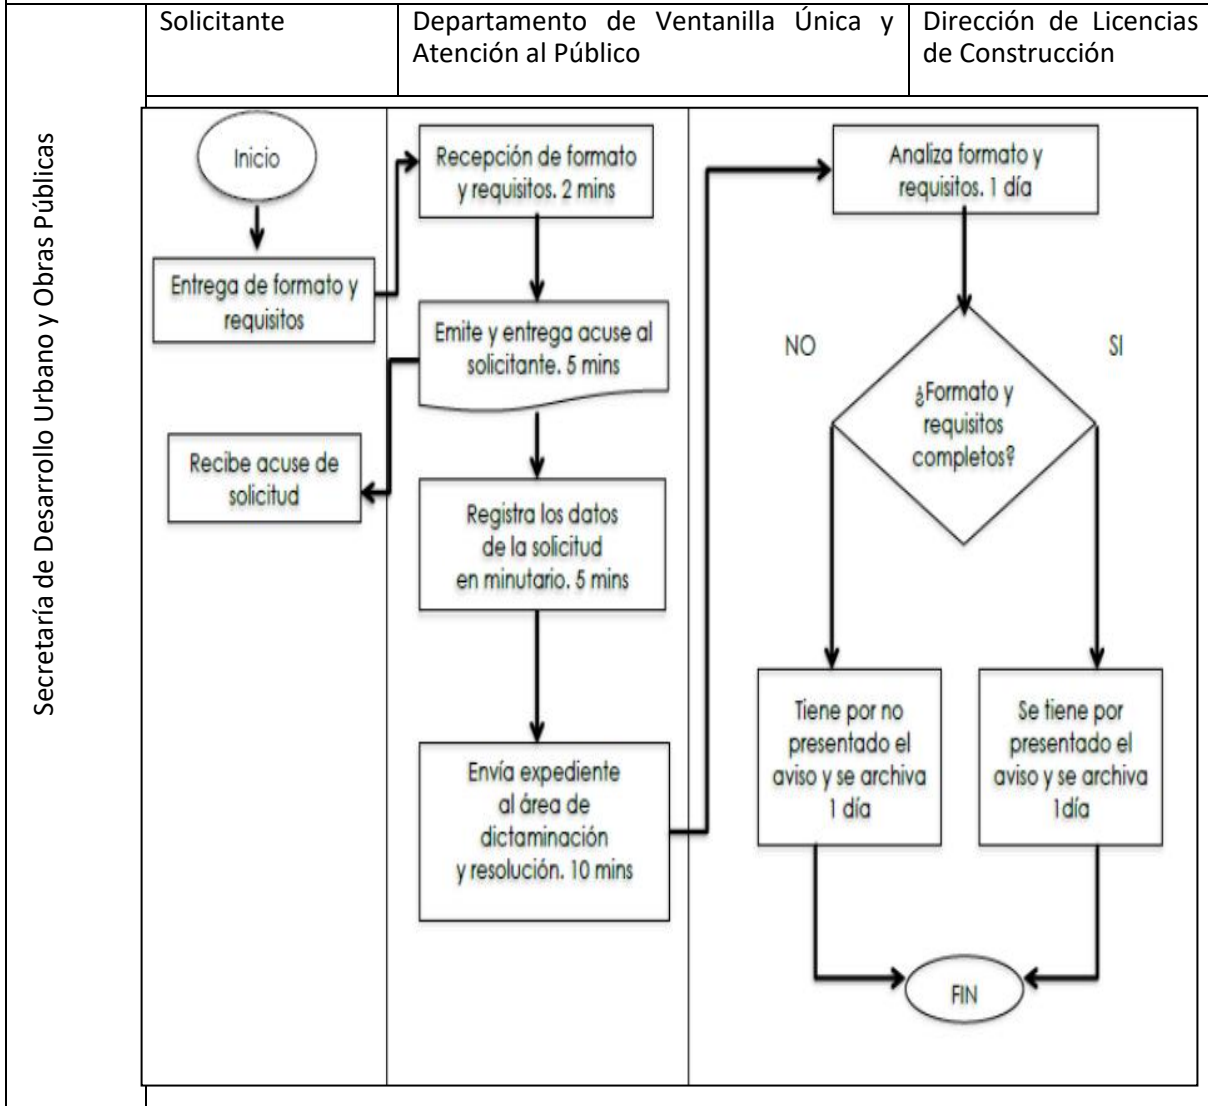 Solicitante
Departamento de Ventanilla Única y
Atención al Público
Dirección de Licencias
de Construcción
Secretaría de Desarrollo Urbano y Obras Públicas
Inicio
Entrega de formato y
requisitos
Recibe acuse de
solicitud
Recepción de formato
y requisitos. 2 mins
Emite y entrega acuse al
solicitante. 5 mins
Registra los datos
de la solicitud
en minutario. 5 mins
Envía expediente
al área de
dictaminación
y resolución. 10 mins
Analiza formato y
requisitos. 1 día
NO
SI
¿Formato y
requisitos
completos?
Tiene por no
presentado el
aviso y se archiva
1 día
Se tiene por
presentado el
aviso y se archiva
1día
FIN